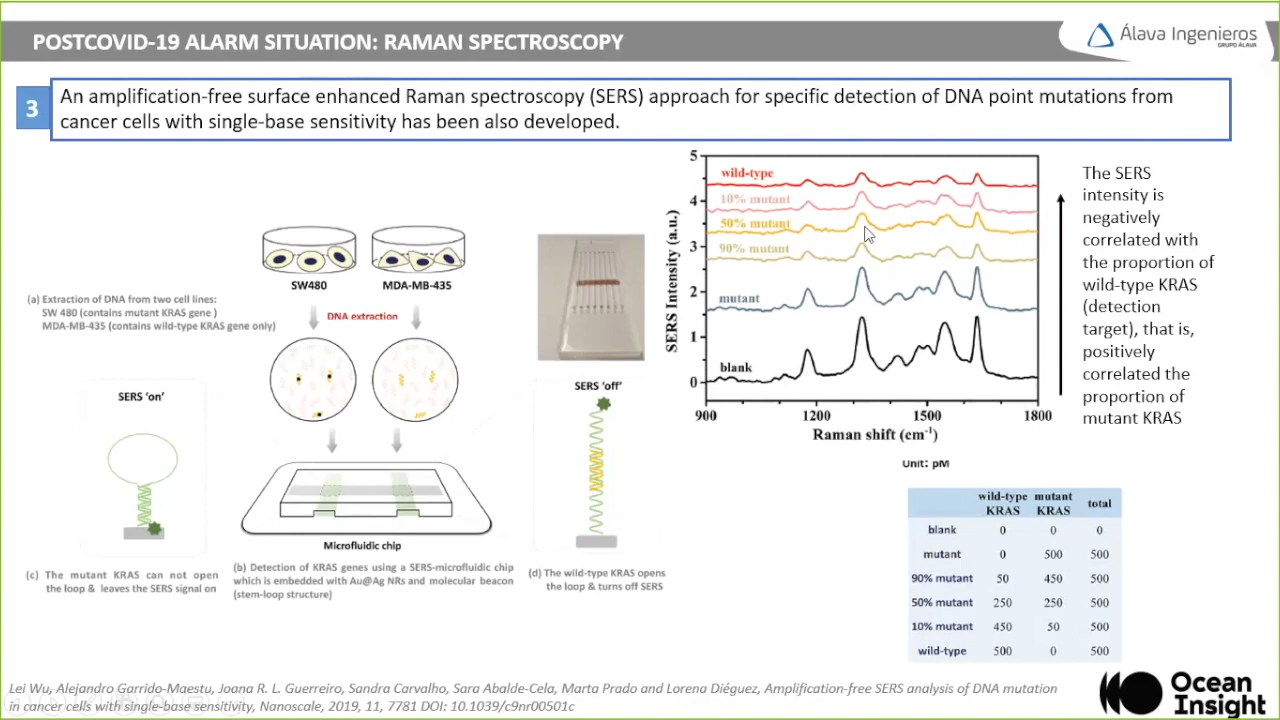 POSTCOVID-19 ALARM SITUATION: RAMAN SPECTROSCOPY
Álava Ingenieros
GRUPO ÁLAVA
3
An amplification-free surface enhanced Raman spectroscopy (SERS) approach for specific detection of DNA point mutations from
cancer cells with single-base sensitivity has been also developed.
SW480
MDA-MB-435
(a) Extraction of DNA from two cell lines:
SW 480 (contains mutant KRAS gene )
MDA-MB-435 (contains wild-type KRAS gene only)
DNA extraction
SERS 'on'
SERS 'off'
Microfluidic chip
(c) The mutant KRAS can not open
the loop & leaves the SERS signal on
(b) Detection of KRAS genes using a SERS-microfluidic chip
which is embedded with Au@Ag NRs and molecular beacon
(stem-loop structure)
(d) The wild-type KRAS opens
the loop & turns off SERS
SERS Intensity (a.u.)
5
4
3
2
1
0
wild-type
10% mutant
50% mutant
90% mutant
mutant
blank
900 1200 1500 1800
Raman shift (cm-1)
The SERS
intensity is
negatively
correlated with
the proportion of
wild-type KRAS
(detection
target), that is,
positively
correlated the
proportion of
mutant KRAS
Unit: pM
wild-type KRAS mutant KRAS total
blank 0 0 0
mutant 0 500 500
90% mutant 50 450 500
50% mutant 250 250 500
10% mutant 450 50 500
wild-type 500 0 500
Lei Wu, Alejandro Garrido-Maestu, Joana R. L. Guerreiro, Sandra Carvalho, Sara Abalde-Cela, Marta Prado and Lorena Diéguez, Amplification-free SERS analysis of DNA mutation
in cancer cells with single-base sensitivity, Nanoscale, 2019, 11, 7781 DOI: 10.1039/c9nr00501c
Ocean
Insight